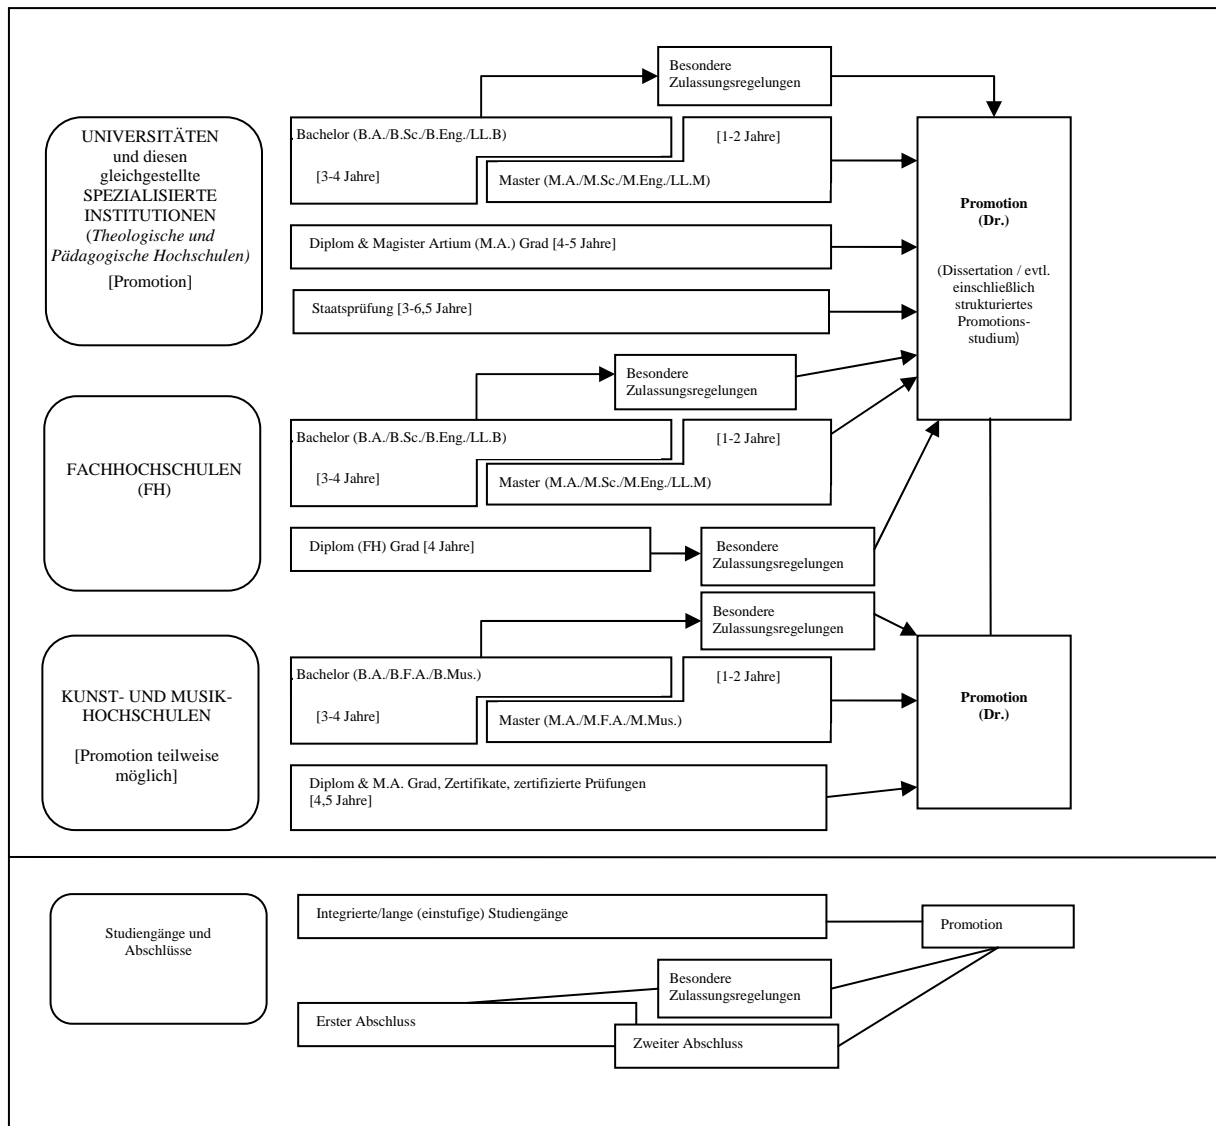 Besondere
Zulassungsregelungen
UNIVERSITÄTEN
und diesen
gleichgestellte
SPEZIALISIERTE
INSTITUTIONEN
(Theologische und
Pädagogische Hochschulen)
[Promotion]
Bachelor (B.A./B.Sc./B.Eng./LL.B)
[3-4 Jahre]
[1-2 Jahre]
Master (M.A./M.Sc./M.Eng./LL.M)
Diplom & Magister Artium (M.A.) Grad [4-5 Jahre]
Staatsprüfung [3-6,5 Jahre]
Promotion
(Dr.)
(Dissertation / evtl.
einschließlich
strukturiertes
Promotions-
studium)
Besondere
Zulassungsregelungen
FACHHOCHSCHULEN
(FH)
Bachelor (B.A./B.Sc./B.Eng./LL.B)
[3-4 Jahre]
[1-2 Jahre]
Master (M.A./M.Sc./M.Eng./LL.M)
Diplom (FH) Grad [4 Jahre]
Besondere
Zulassungsregelungen
Besondere
Zulassungsregelungen
KUNST- UND MUSIK-
HOCHSCHULEN
[Promotion teilweise
möglich]
Bachelor (B.A./B.F.A./B.Mus.)
[3-4 Jahre]
[1-2 Jahre]
Master (M.A./M.F.A./M.Mus.)
Diplom & M.A. Grad, Zertifikate, zertifizierte Prüfungen
[4,5 Jahre]
Promotion
(Dr.)
Studiengänge und
Abschlüsse
Integrierte/lange (einstufige) Studiengänge
Promotion
Besondere
Zulassungsregelungen
Erster Abschluss
Zweiter Abschluss